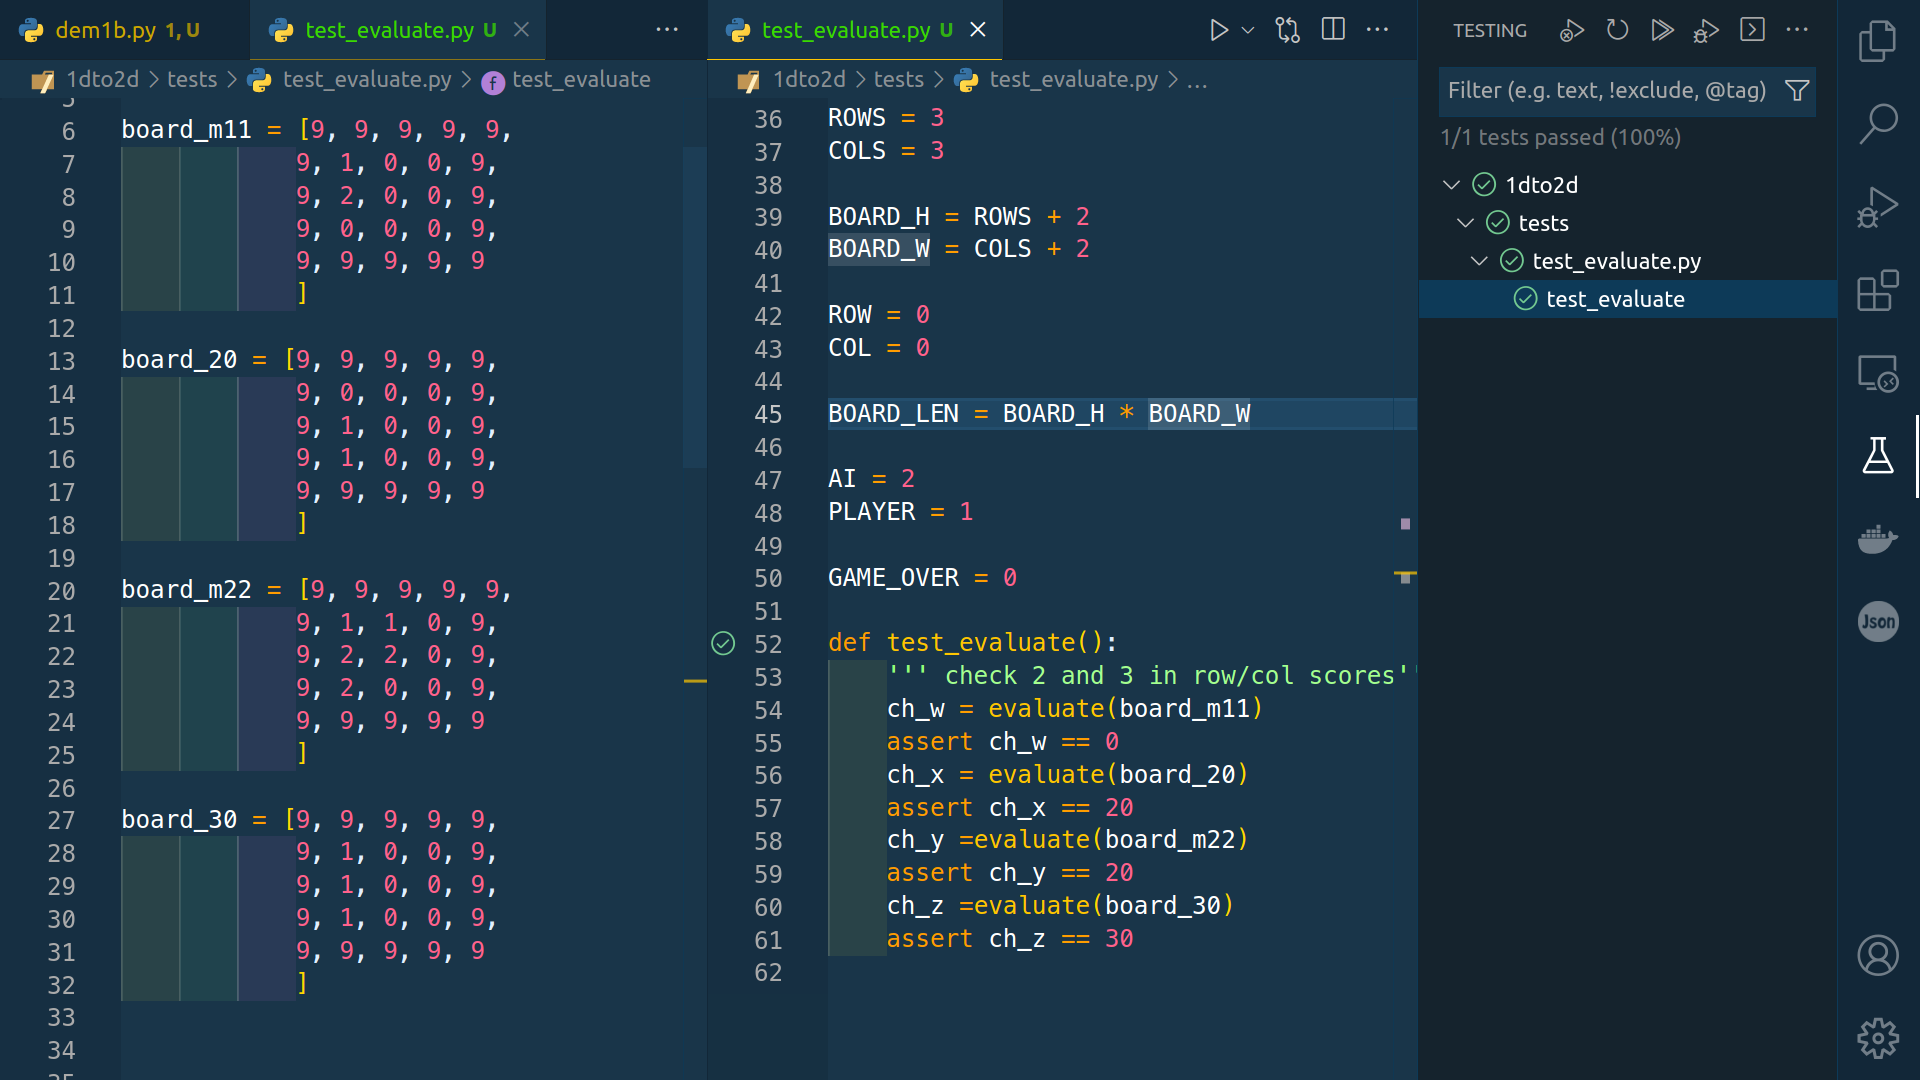 dem1b.py 1, U
test_evaluate.py U
1dto2d > tests > test_evaluate.py > f test_evaluate
5
6 board_m11 = [9, 9, 9, 9, 9,
7 9, 1, 0, 0, 9,
8 9, 2, 0, 0, 9,
9 9, 0, 0, 0, 9,
10 9, 9, 9, 9, 9
11 ]
12
13 board_20 = [9, 9, 9, 9, 9,
14 9, 0, 0, 0, 9,
15 9, 1, 0, 0, 9,
16 9, 1, 0, 0, 9,
17 9, 9, 9, 9, 9
18 ]
19
20 board_m22 = [9, 9, 9, 9, 9,
21 9, 1, 1, 0, 9,
22 9, 2, 2, 0, 9,
23 9, 2, 0, 0, 9,
24 9, 9, 9, 9, 9
25 ]
26
27 board_30 = [9, 9, 9, 9, 9,
28 9, 1, 0, 0, 9,
29 9, 1, 0, 0, 9,
30 9, 1, 0, 0, 9,
31 9, 9, 9, 9, 9
32 ]
33
34
35
test_evaluate.py U
1dto2d > tests > test_evaluate.py > ...
36 ROWS = 3
37 COLS = 3
38
39 BOARD_H = ROWS + 2
40 BOARD_W = COLS + 2
41
42 ROW = 0
43 COL = 0
44
45 BOARD_LEN = BOARD_H * BOARD_W
46
47 AI = 2
48 PLAYER = 1
49
50 GAME_OVER = 0
51
52 def test_evaluate():
53 ''' check 2 and 3 in row/col scores''
54 ch_w = evaluate(board_m11)
55 assert ch_w == 0
56 ch_x = evaluate(board_20)
57 assert ch_x == 20
58 ch_y =evaluate(board_m22)
59 assert ch_y == 20
60 ch_z =evaluate(board_30)
61 assert ch_z == 30
62
TESTING
Filter (e.g. text, !exclude, @tag)
1/1 tests passed (100%)
1dto2d
tests
test_evaluate.py
test_evaluate
Json